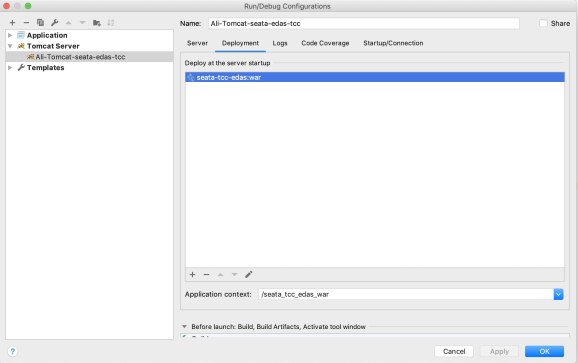 Run/Debug Configurations
Name: Ali-Tomcat-seata-edas-tcc
Share
Application
Tomcat Server
Ali-Tomcat-seata-edas-tcc
Templates
Server Deployment Logs Code Coverage Startup/Connection
Deploy at the server startup
seata-tcc-edas:war
Application context: /seata_tcc_edas_war
Before launch: Build, Build Artifacts, Activate tool window
? Cancel Apply OK